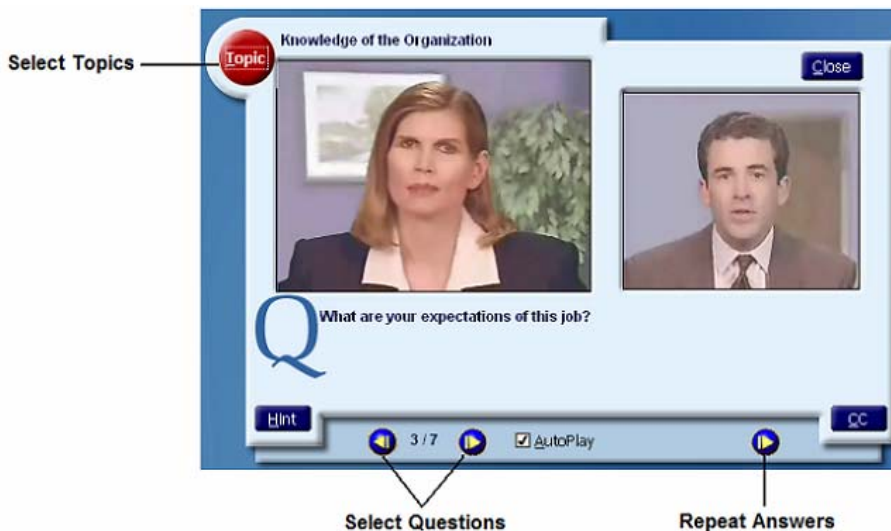 Knowledge of the Organization
Select Topics
Topic
Close
Q
What are your expectations of this job?
Hint
CC
3 / 7
AutoPlay
Select Questions
Repeat Answers